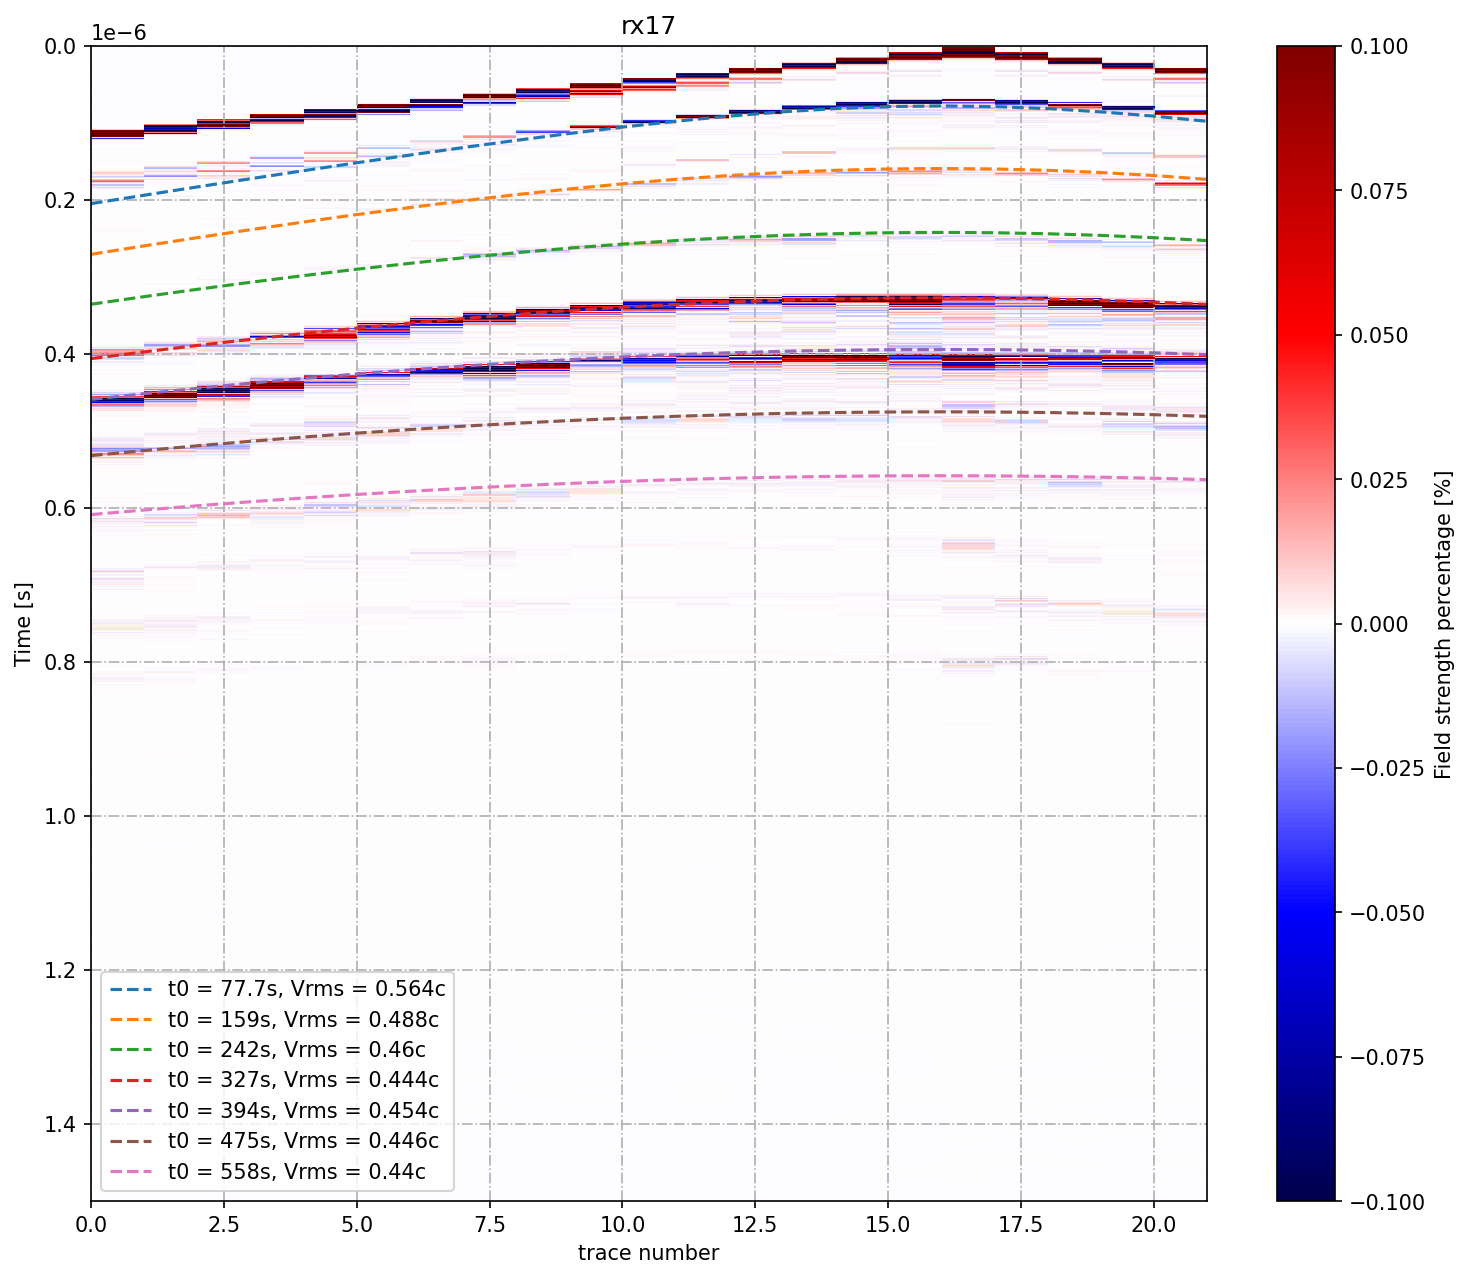 rx17
1e−6
0.0
0.2
0.4
0.6
0.8
1.0
1.2
1.4
Time [s]
t0 = 77.7s, Vrms = 0.564c
t0 = 159s, Vrms = 0.488c
t0 = 242s, Vrms = 0.46c
t0 = 327s, Vrms = 0.444c
t0 = 394s, Vrms = 0.454c
t0 = 475s, Vrms = 0.446c
t0 = 558s, Vrms = 0.44c
0.0 2.5 5.0 7.5 10.0 12.5 15.0 17.5 20.0
trace number
0.100
0.075
0.050
0.025
0.000
−0.025
−0.050
−0.075
−0.100
Field strength percentage [%]